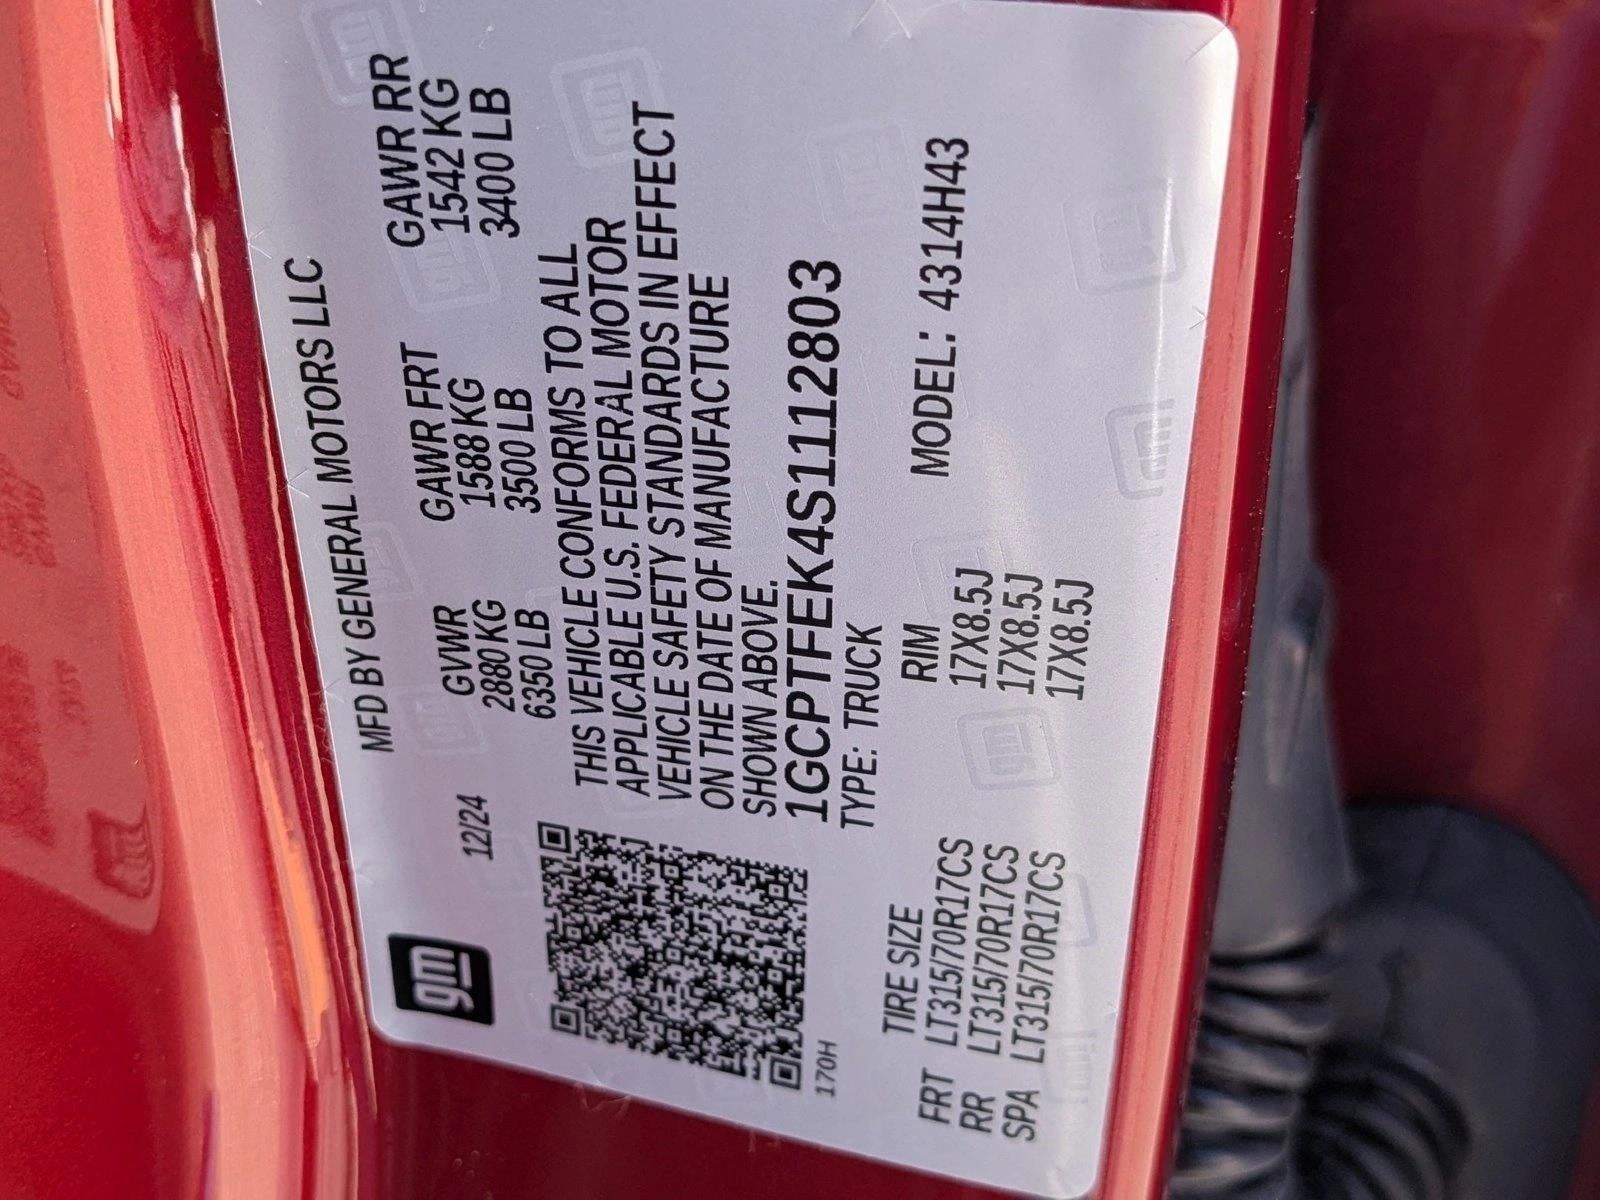 gm
MFD BY GENERAL MOTORS LLC
12/24
GVWR GAWR FRT GAWR RR
2880 KG 1588 KG 1542 KG
6350 LB 3500 LB 3400 LB
THIS VEHICLE CONFORMS TO ALL
APPLICABLE U.S. FEDERAL MOTOR
VEHICLE SAFETY STANDARDS IN EFFECT
ON THE DATE OF MANUFACTURE
SHOWN ABOVE.
1GCPTFEK4S1112803
170H
TYPE: TRUCK
MODEL: 4314H43
TIRE SIZE RIM
FRT LT315/70R17CS 17X8.5J
RR LT315/70R17CS 17X8.5J
SPA LT315/70R17CS 17X8.5J